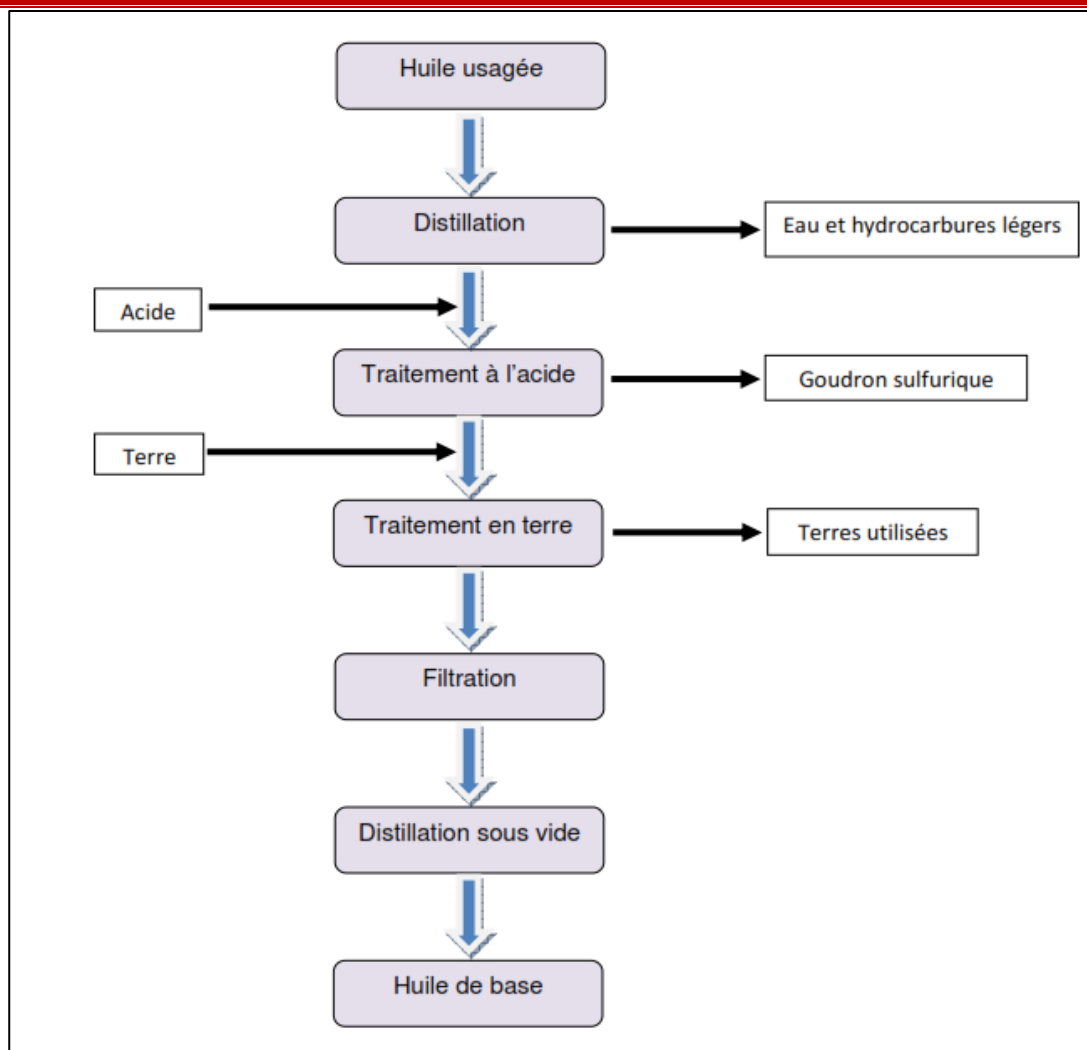 Huile usagée
Distillation
Eau et hydrocarbures légers
Acide
Traitement à l'acide
Goudron sulfurique
Terre
Traitement en terre
Terres utilisées
Filtration
Distillation sous vide
Huile de base